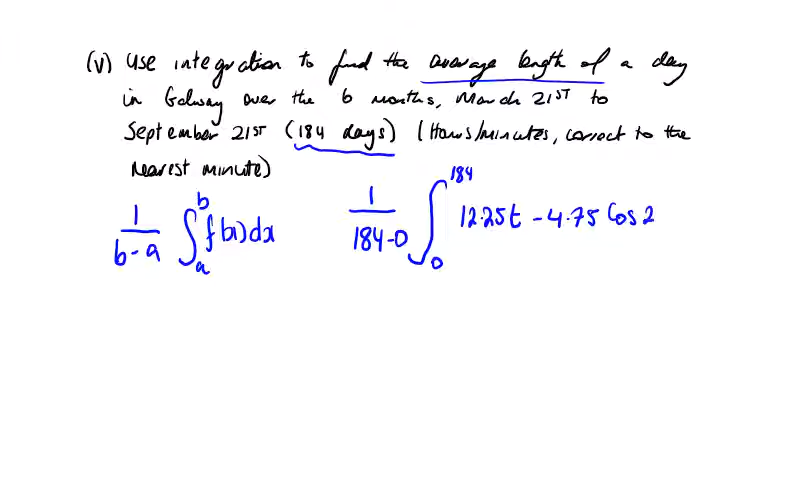 (v) Use integration to find the average length of a day
in Galway over the 6 months, March 21ST to
September 21ST (184 days) (Hours/minutes, correct to the
nearest minute)
1/(b-a) ∫_a^b f(x)dx   1/(184-0) ∫_0^184 12.25t - 4.75 Cos 2